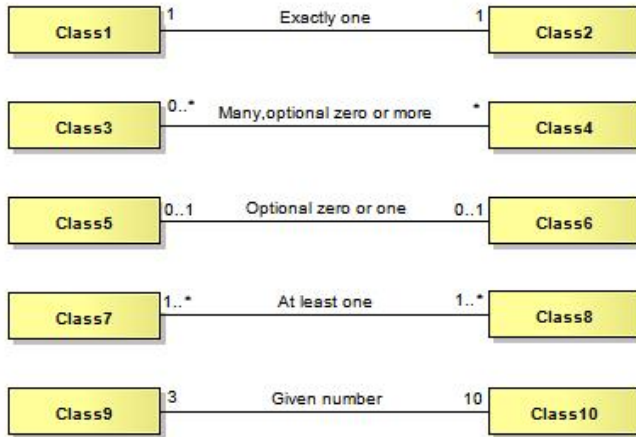 Class1 1 Exactly one 1 Class2
Class3 0..* Many,optional zero or more * Class4
Class5 0..1 Optional zero or one 0..1 Class6
Class7 1..* At least one 1..* Class8
Class9 3 Given number 10 Class10